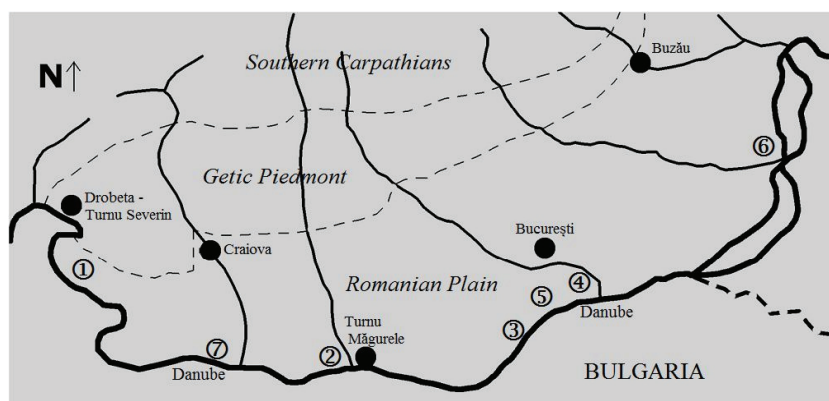 Southern Carpathians
Buzău
N
⑥
Getic Piedmont
Drobeta -
Turnu Severin
Craiova
București
①
Romanian Plain
④
⑤
Danube
Turnu
Măgurele
③
⑦
②
Danube
BULGARIA